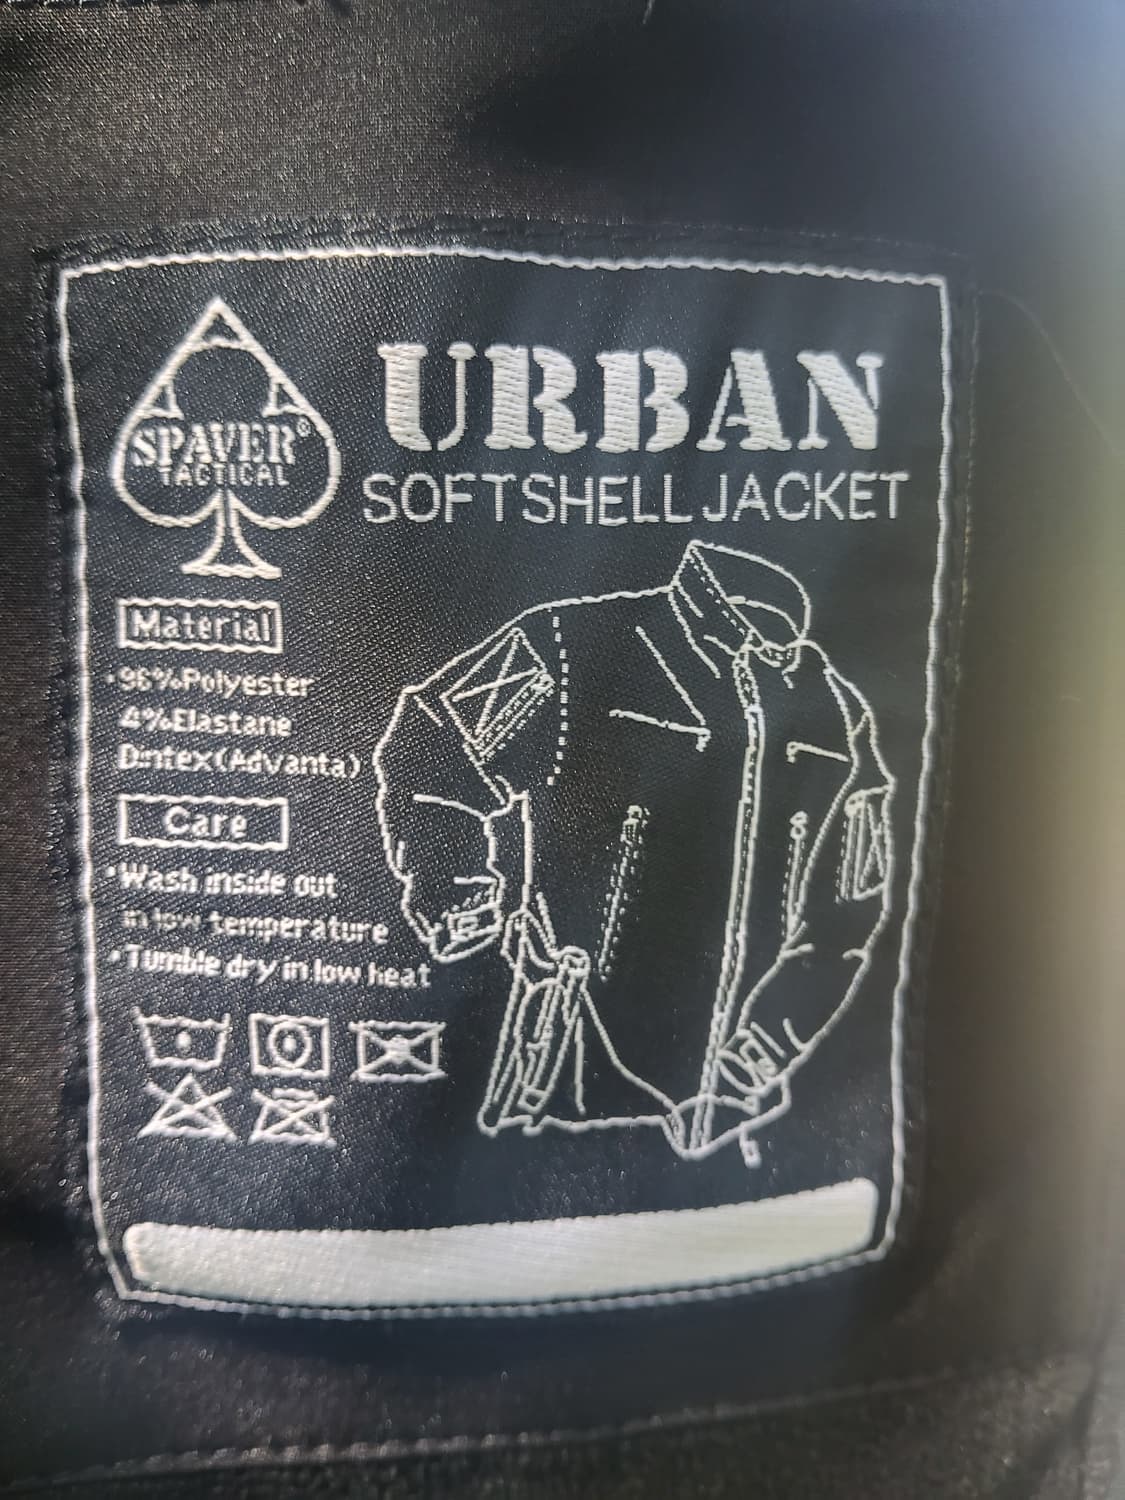 SPAVER®
TACTICAL
URBAN
SOFTSHELL JACKET
Material
·96%Polyester
4%Elastane
Dintex(Advanta)
Care
·Wash inside out
in low temperature
·Tumble dry in low heat